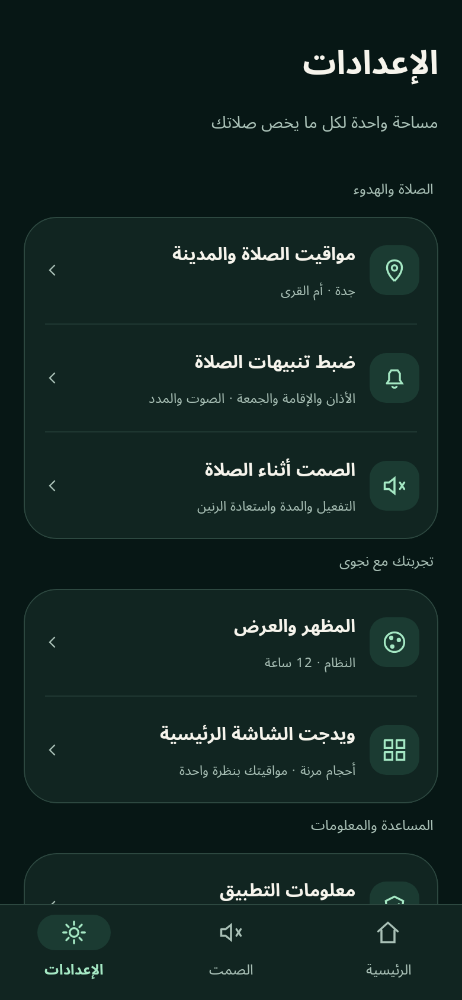 الإعدادات
مساحة واحدة لكل ما يخص صلاتك
الصلاة والهدوء
مواقيت الصلاة والمدينة
جدة · أم القرى
ضبط تنبيهات الصلاة
الأذان والإقامة والجمعة · الصوت والمدد
الصمت أثناء الصلاة
التفعيل والمدة واستعادة الرنين
تجربتك مع نجوى
المظهر والعرض
النظام · 12 ساعة
ويدجت الشاشة الرئيسية
أحجام مرنة · مواقيتك بنظرة واحدة
المساعدة والمعلومات
معلومات التطبيق
الرئيسية
الصمت
الإعدادات